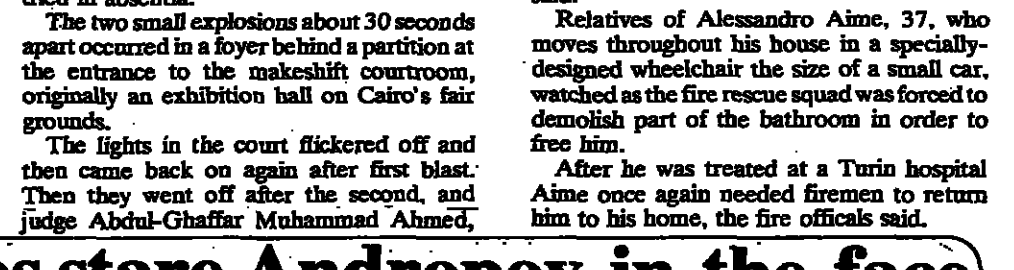 tried in absentia.
The two small explosions about 30 seconds
apart occurred in a foyer behind a partition at
the entrance to the makeshift courtroom,
originally an exhibition hall on Cairo's fair
grounds.
The lights in the court flickered off and
then came back on again after first blast.
Then they went off after the second, and
judge Abdul-Ghaffar Muhammad Ahmed,
said.
Relatives of Alessandro Aime, 37, who
moves throughout his house in a specially-
designed wheelchair the size of a small car,
watched as the fire rescue squad was forced to
demolish part of the bathroom in order to
free him.
After he was treated at a Turin hospital
Aime once again needed firemen to return
him to his home, the fire officals said.
stare Andropov in the face